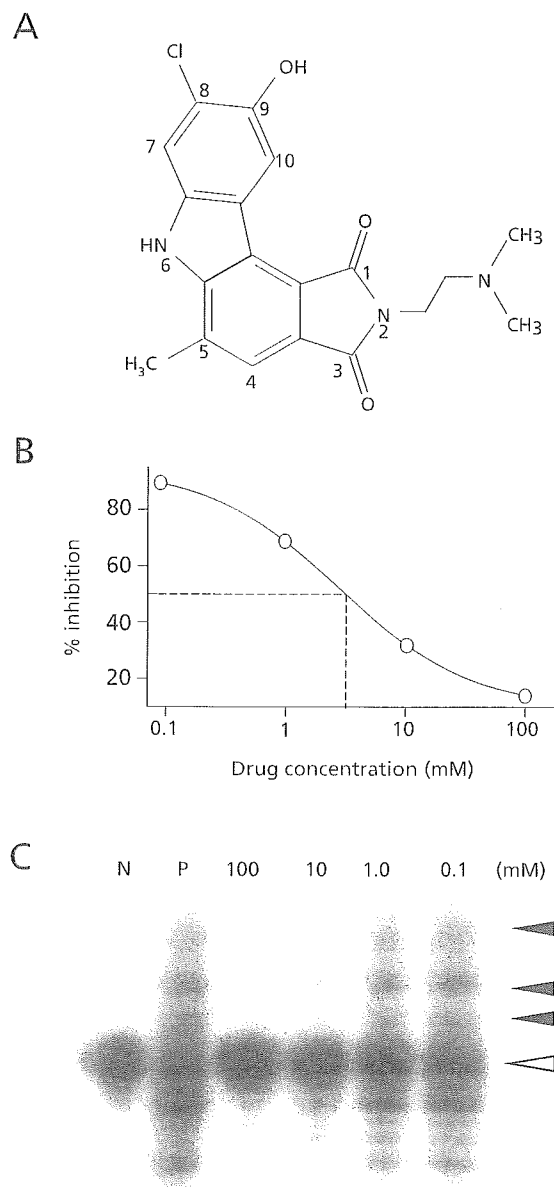 A
Cl
OH
8
9
7
10
HN
6
O
1
CH3
N
N
2
CH3
H₃C
5
4
3
O
B
80
60
40
20
% inhibition
0.1 1 10 100
Drug concentration (mM)
C
N P 100 10 1.0 0.1 (mM)